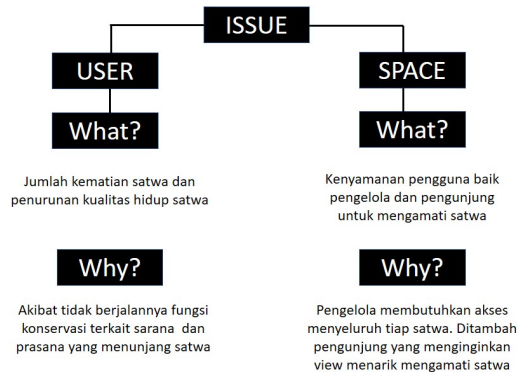 ISSUE
USER
What?
Jumlah kematian satwa dan
penurunan kualitas hidup satwa
Why?
Akibat tidak berjalannya fungsi
konservasi terkait sarana dan
prasana yang menunjang satwa
SPACE
What?
Kenyamanan pengguna baik
pengelola dan pengunjung
untuk mengamati satwa
Why?
Pengelola membutuhkan akses
menyeluruh tiap satwa. Ditambah
pengunjung yang menginginkan
view menarik mengamati satwa